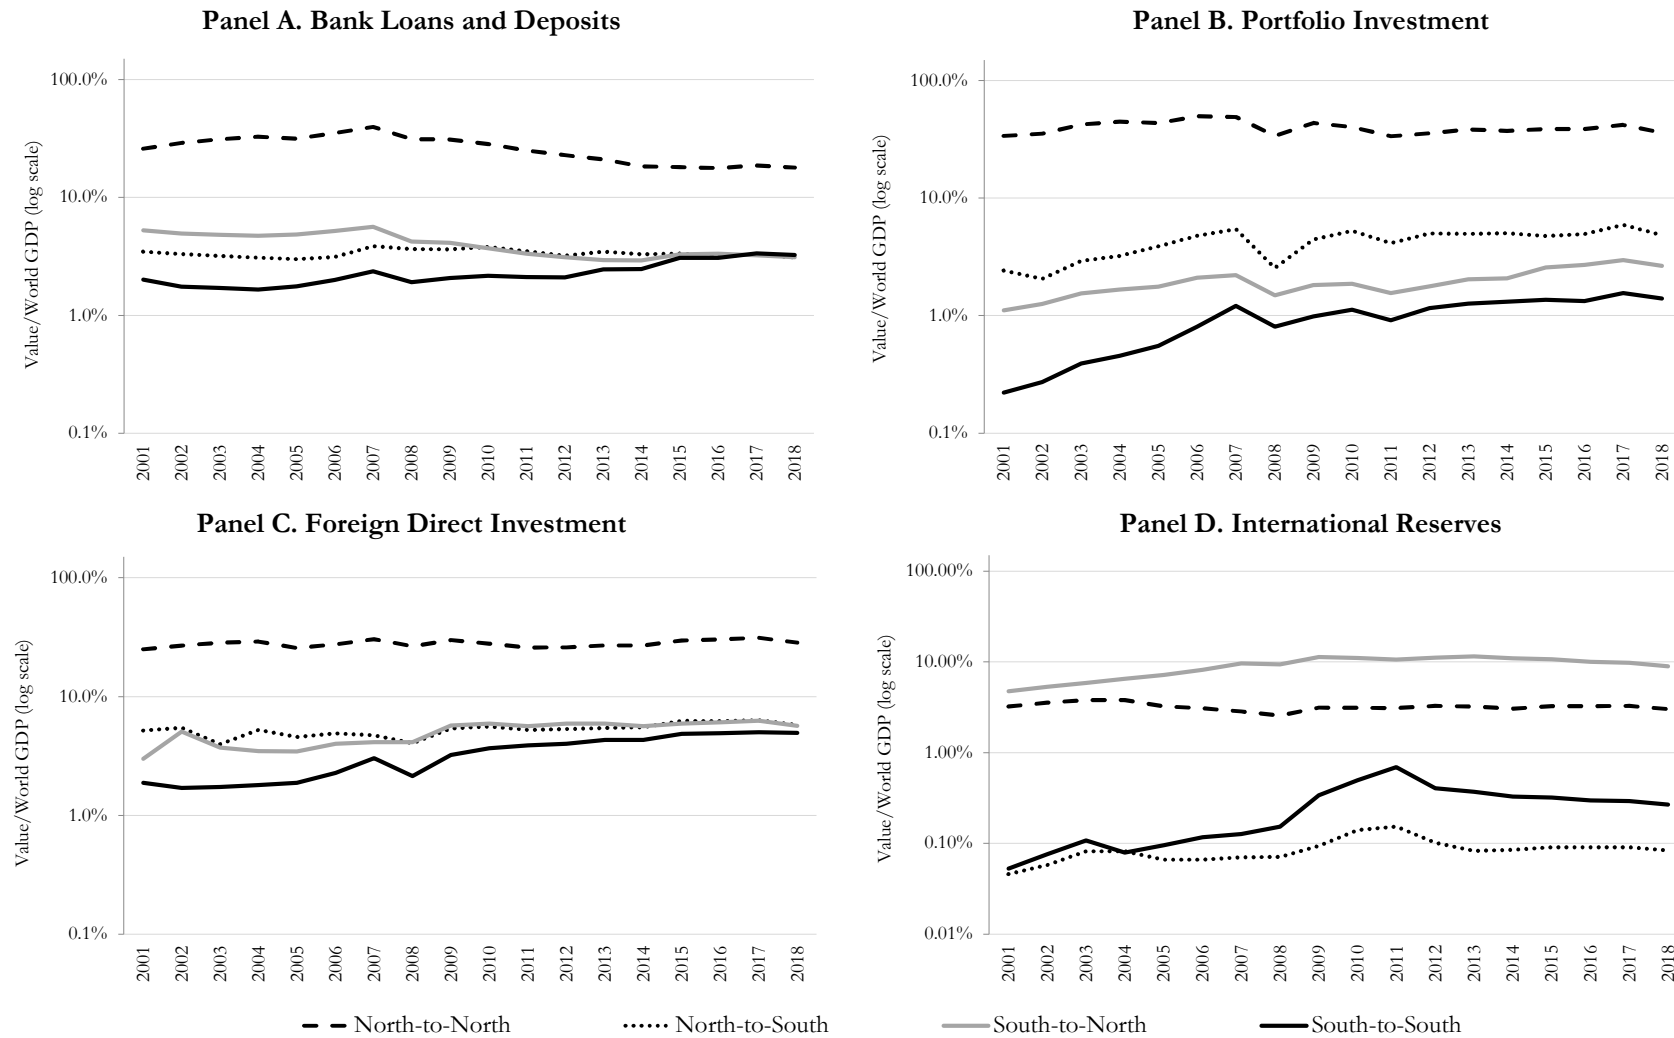 Panel A. Bank Loans and Deposits
Value/World GDP (log scale)
100.0%
10.0%
1.0%
0.1%
2001 2002 2003 2004 2005 2006 2007 2008 2009 2010 2011 2012 2013 2014 2015 2016 2017 2018
Panel B. Portfolio Investment
Value/World GDP (log scale)
100.0%
10.0%
1.0%
0.1%
2001 2002 2003 2004 2005 2006 2007 2008 2009 2010 2011 2012 2013 2014 2015 2016 2017 2018
Panel C. Foreign Direct Investment
Value/World GDP (log scale)
100.0%
10.0%
1.0%
0.1%
2001 2002 2003 2004 2005 2006 2007 2008 2009 2010 2011 2012 2013 2014 2015 2016 2017 2018
Panel D. International Reserves
Value/World GDP (log scale)
100.00%
10.00%
1.00%
0.10%
0.01%
2001 2002 2003 2004 2005 2006 2007 2008 2009 2010 2011 2012 2013 2014 2015 2016 2017 2018
North-to-North North-to-South South-to-North South-to-South